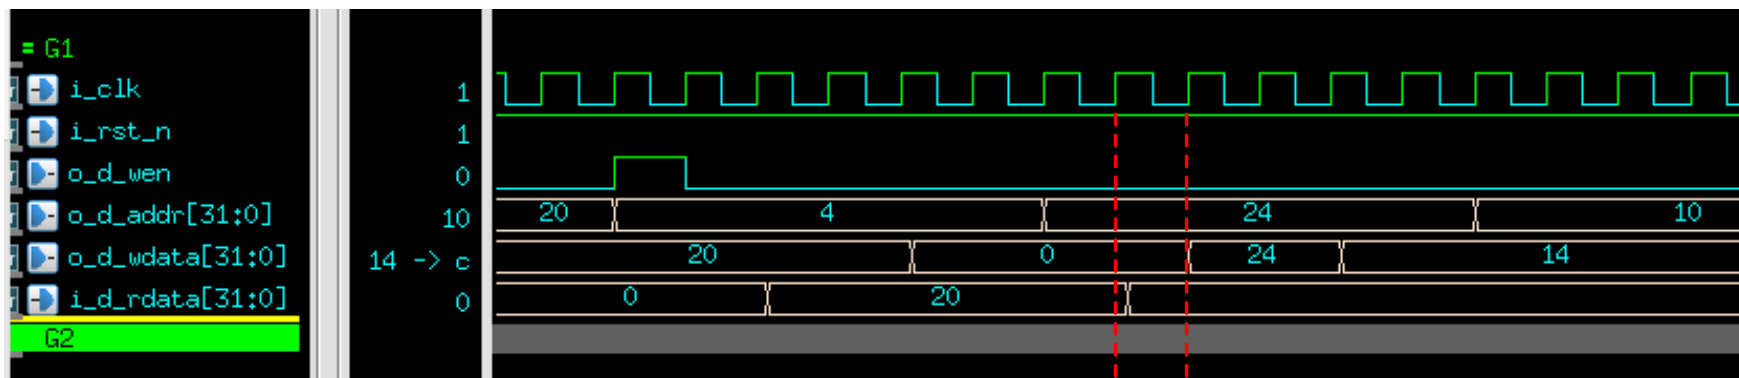 = G1
i_clk 1
i_rst_n 1
o_d_wen 0
o_d_addr[31:0] 10 20 4 24 10
o_d_wdata[31:0] 14 -> c 20 0 24 14
i_d_rdata[31:0] 0 0 20
G2